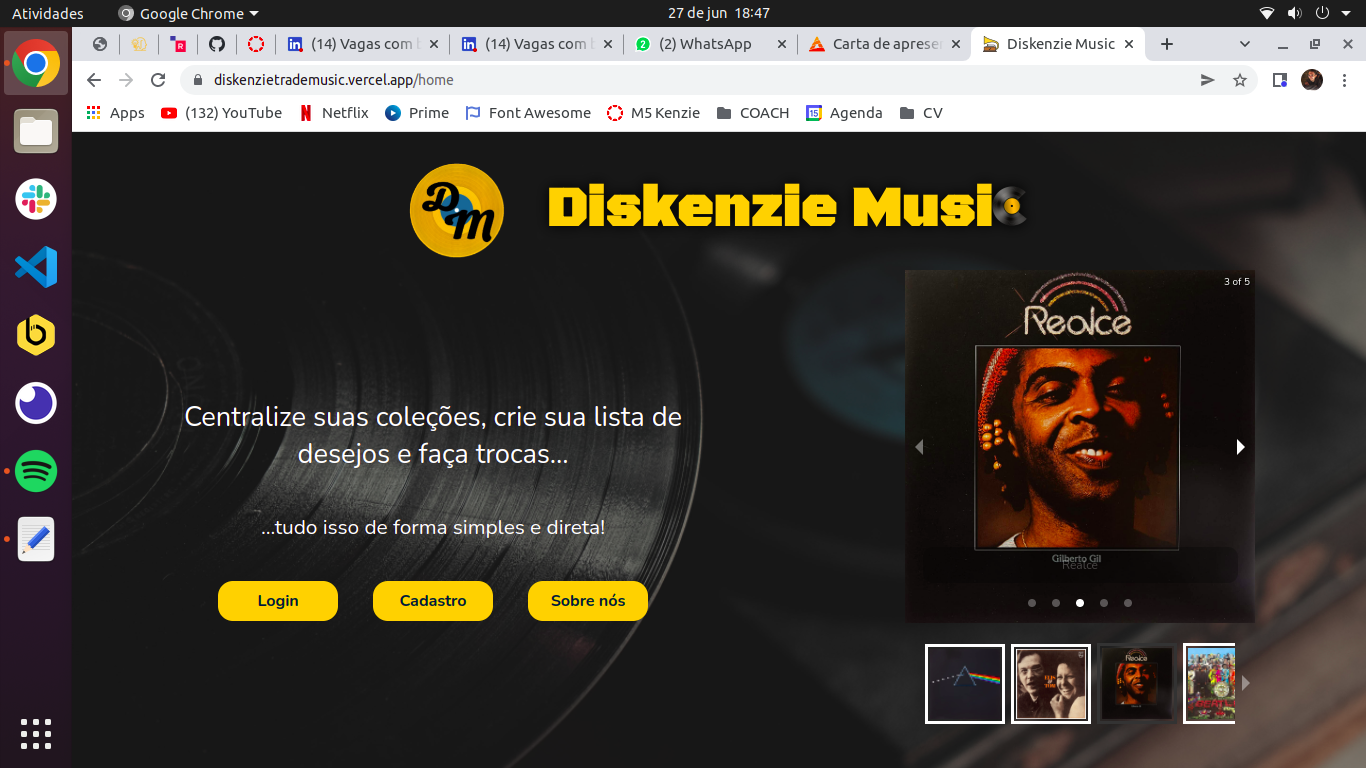 Atividades
Google Chrome
27 de jun 18:47
(14) Vagas com b
(14) Vagas com b
(2) WhatsApp
Carta de aprese
Diskenzie Music
diskenzietrademusic.vercel.app/home
Apps
(132) YouTube
Netflix
Prime
Font Awesome
M5 Kenzie
COACH
15
Agenda
CV
DM
Diskenzie Music
3 of 5
Realce
Centralize suas coleções, crie sua lista de
desejos e faça trocas...
...tudo isso de forma simples e direta!
Gilberto Gil
Realce
Login
Cadastro
Sobre nós
Realce